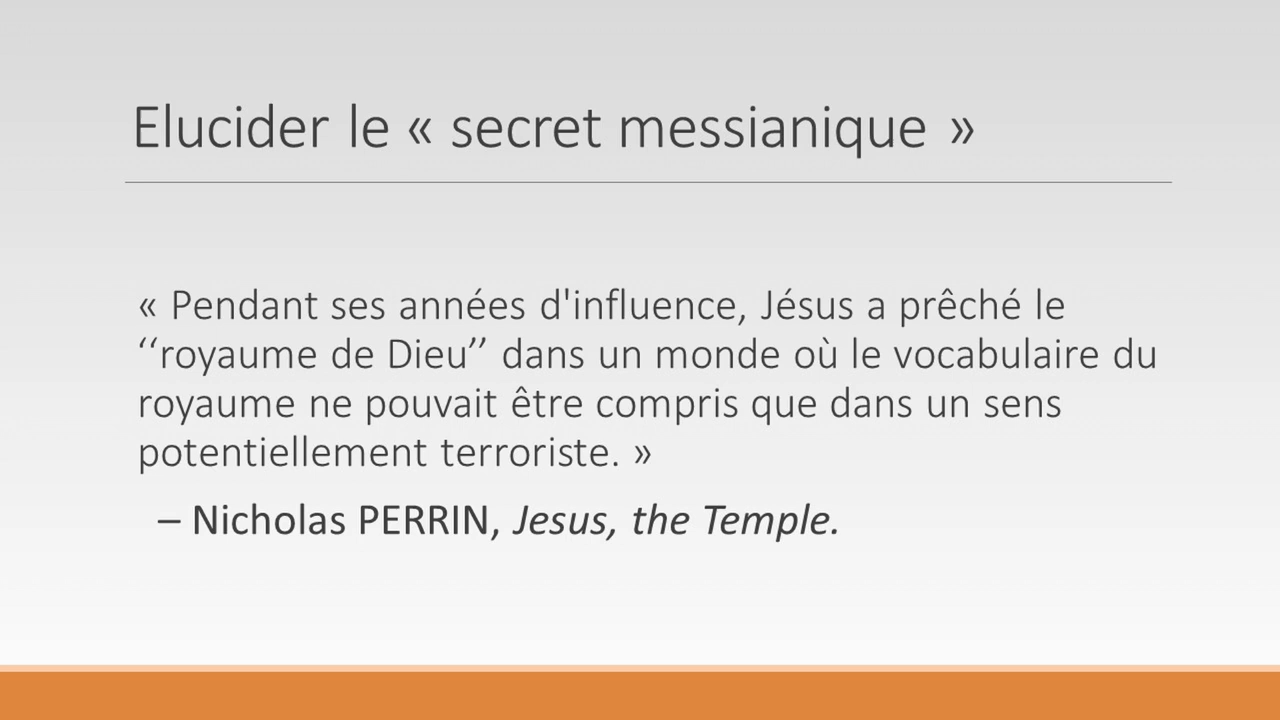 Elucider le « secret messianique »
« Pendant ses années d'influence, Jésus a prêché le
‘‘royaume de Dieu’’ dans un monde où le vocabulaire du
royaume ne pouvait être compris que dans un sens
potentiellement terroriste. »
– Nicholas PERRIN, Jesus, the Temple.